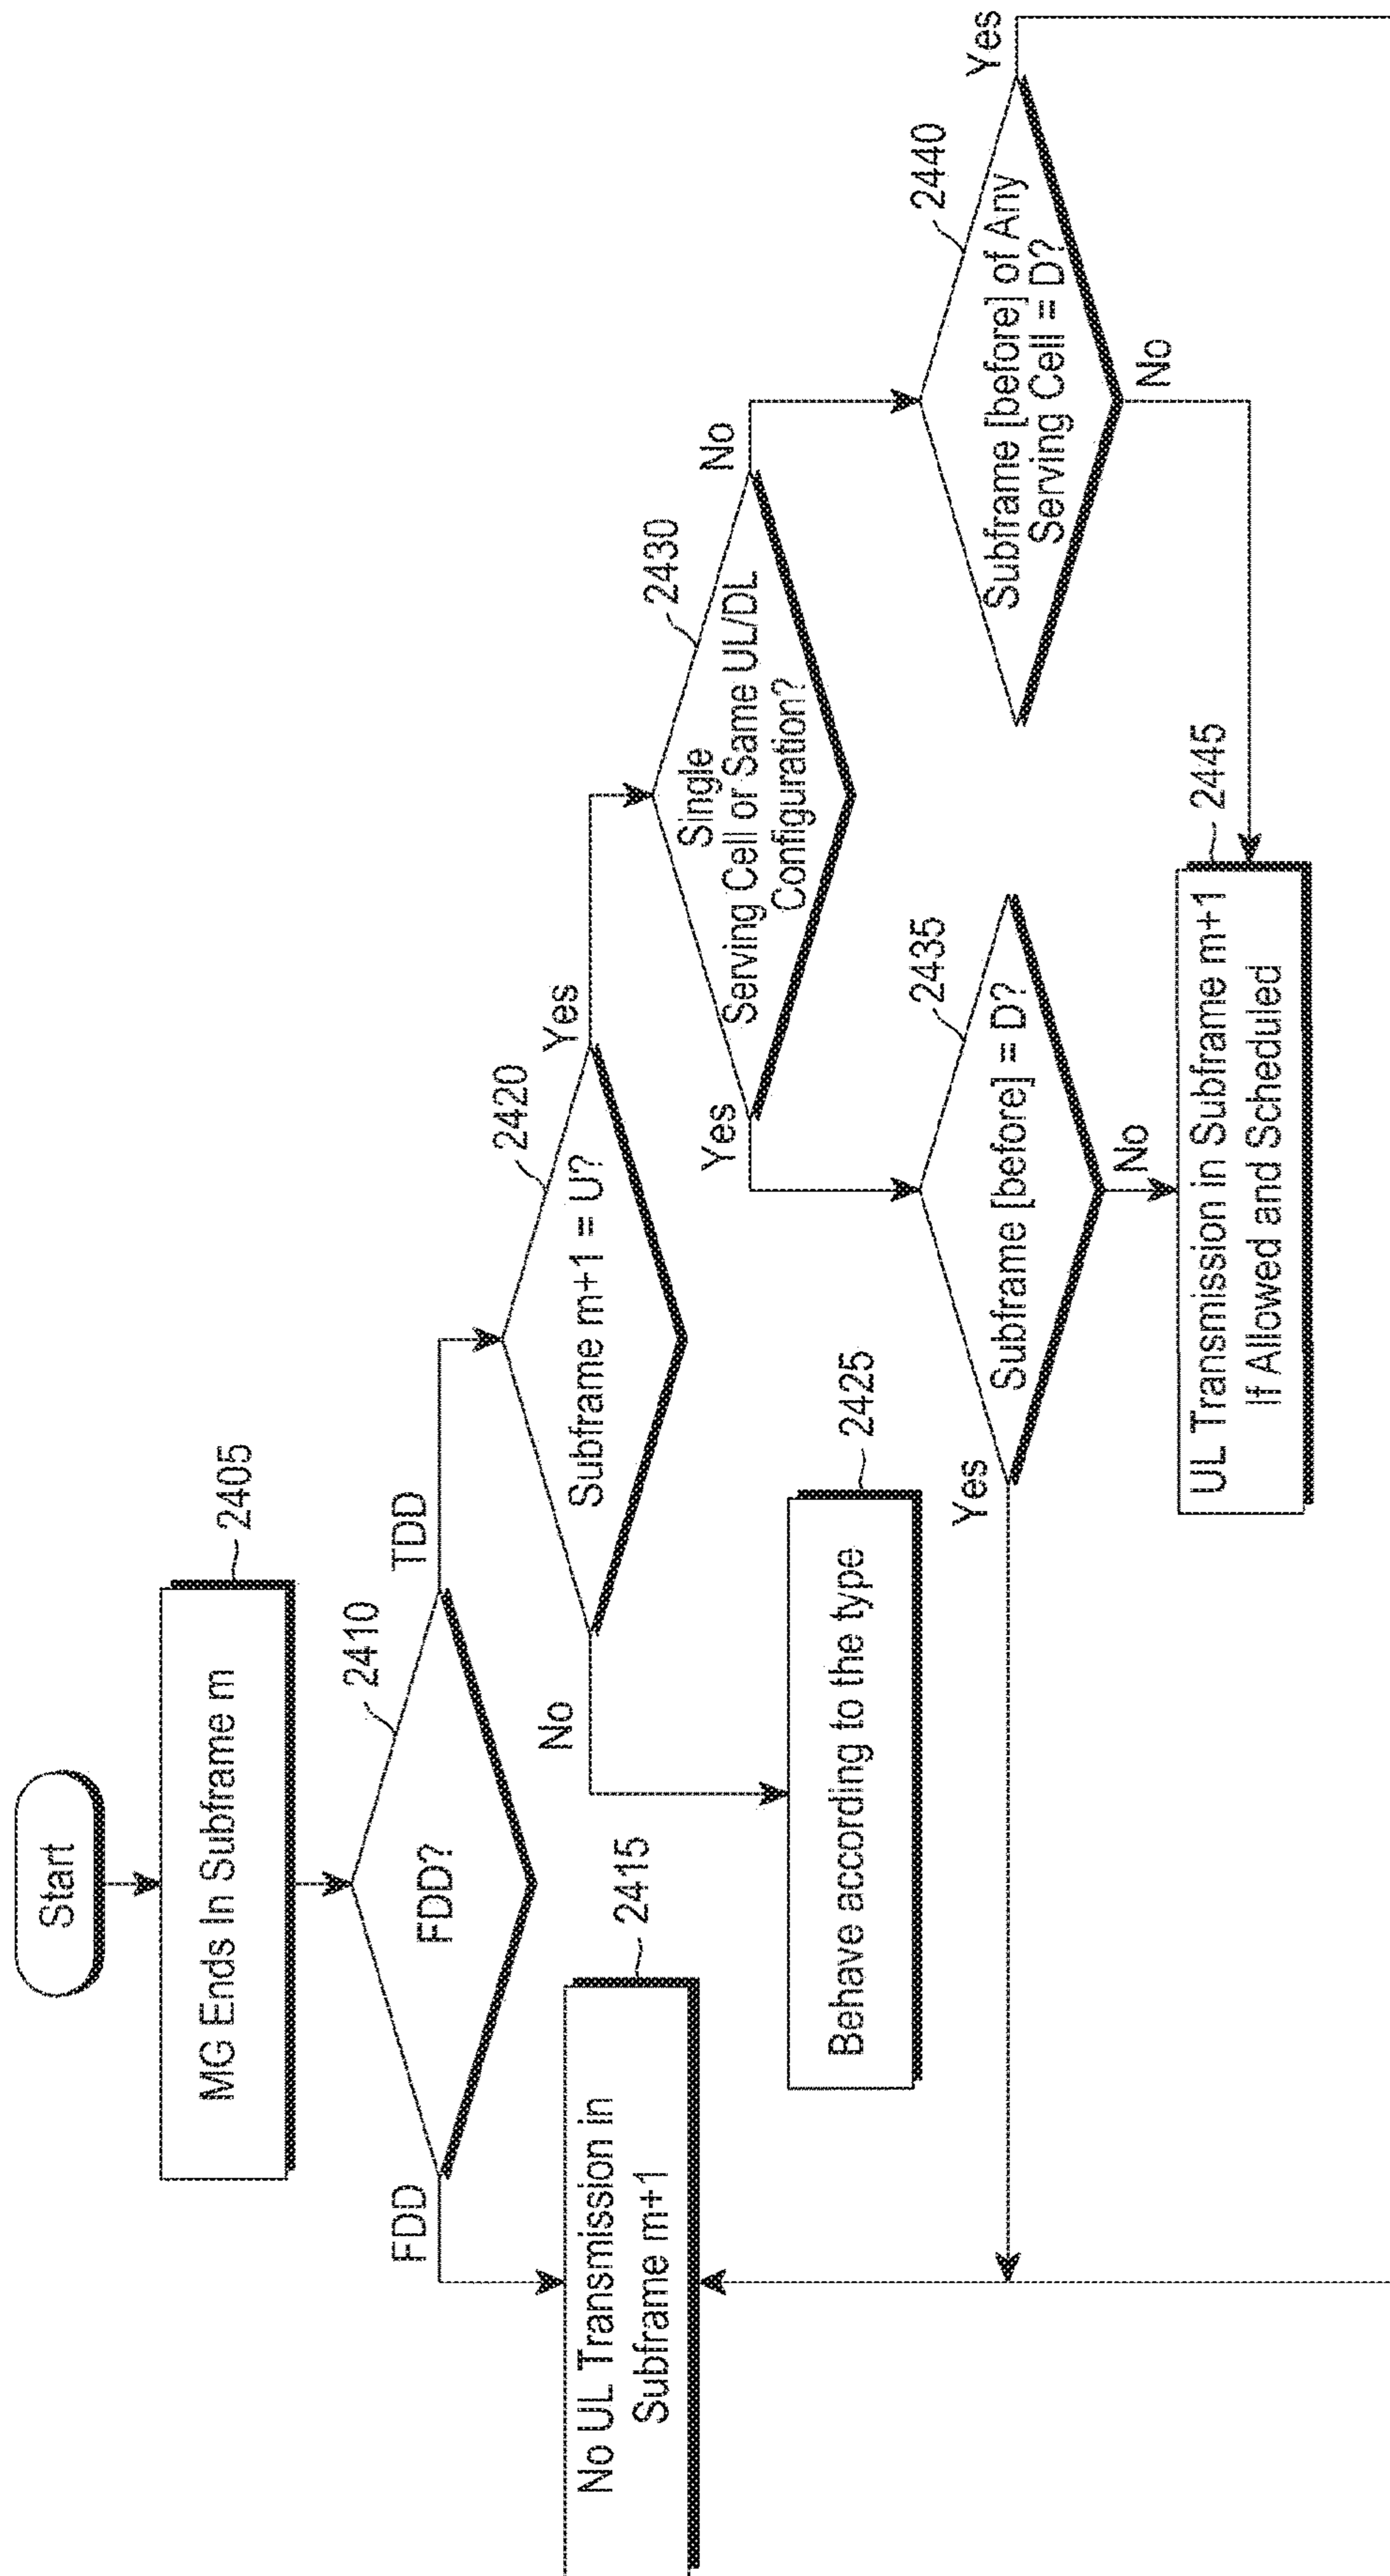 Start
MG Ends In Subframe m
2405
FDD?
2410
FDD
TDD
No UL Transmission in
Subframe m+1
2415
Subframe m+1 = U?
2420
No
Yes
Behave according to the type
2425
Single
Serving Cell or Same UL/DL
Configuration?
2430
Yes
No
Subframe [before] = D?
2435
Yes
No
Subframe [before] of Any
Serving Cell = D?
2440
Yes
No
UL Transmission in Subframe m+1
If Allowed and Scheduled
2445